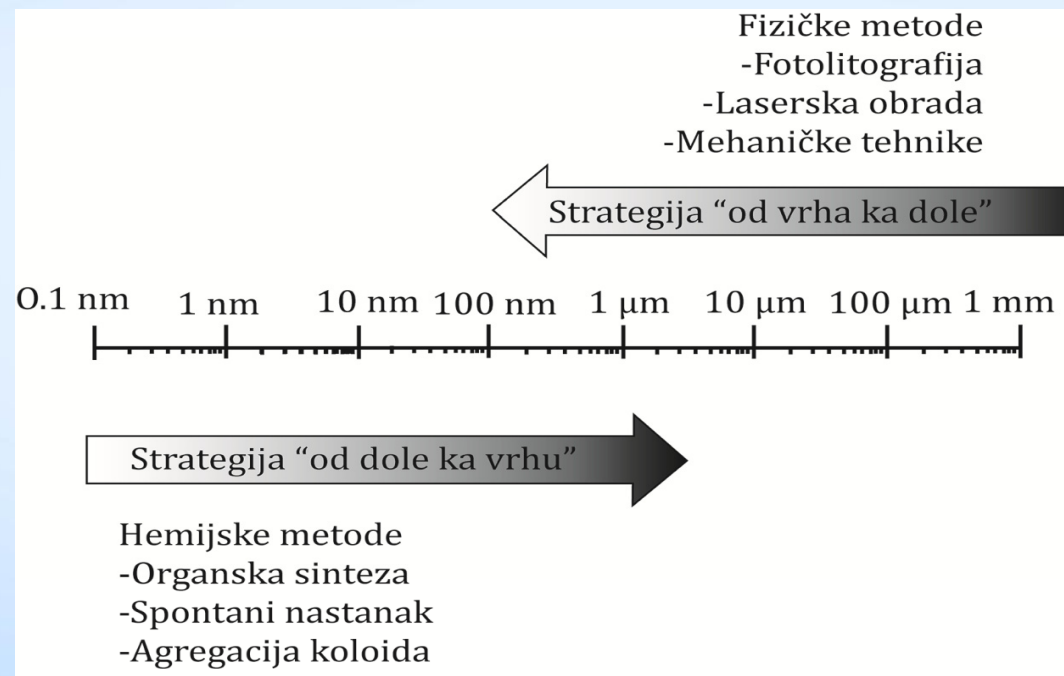 Fizičke metode
-Fotolitografija
-Laserska obrada
-Mehaničke tehnike
Strategija “od vrha ka dole”
0.1 nm 1 nm 10 nm 100 nm 1 μm 10 μm 100 μm 1 mm
Strategija “od dole ka vrhu”
Hemijske metode
-Organska sinteza
-Spontani nastanak
-Agregacija koloida